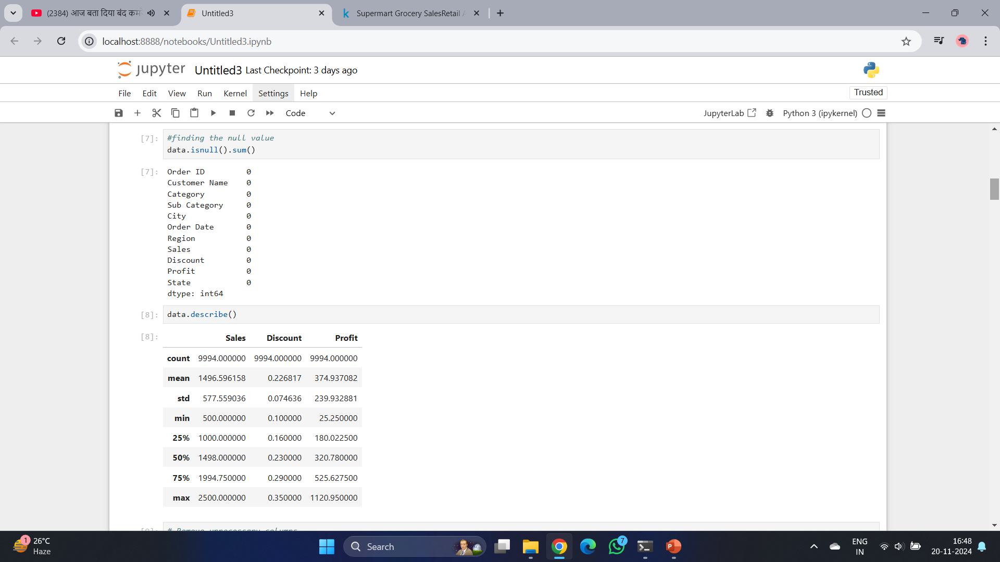 (2384) आज बता दिया बंद कमरे
Untitled3
Supermart Grocery SalesRetail A
localhost:8888/notebooks/Untitled3.ipynb
jupyter Untitled3 Last Checkpoint: 3 days ago
File Edit View Run Kernel Settings Help
Trusted
Code
JupyterLab
Python 3 (ipykernel)
[7]: #finding the null value
data.isnull().sum()
[7]: Order ID 0
Customer Name 0
Category 0
Sub Category 0
City 0
Order Date 0
Region 0
Sales 0
Discount 0
Profit 0
State 0
dtype: int64
[8]: data.describe()
[8]: Sales Discount Profit
count 9994.000000 9994.000000 9994.000000
mean 1496.596158 0.226817 374.937082
std 577.559036 0.074636 239.932881
min 500.000000 0.100000 25.250000
25% 1000.000000 0.160000 180.022500
50% 1498.000000 0.230000 320.780000
75% 1994.750000 0.290000 525.627500
max 2500.000000 0.350000 1120.950000
[9]: # Remove unnecessary columns
1
26°C
Haze
Search
7
ENG
IN
16:48
20-11-2024